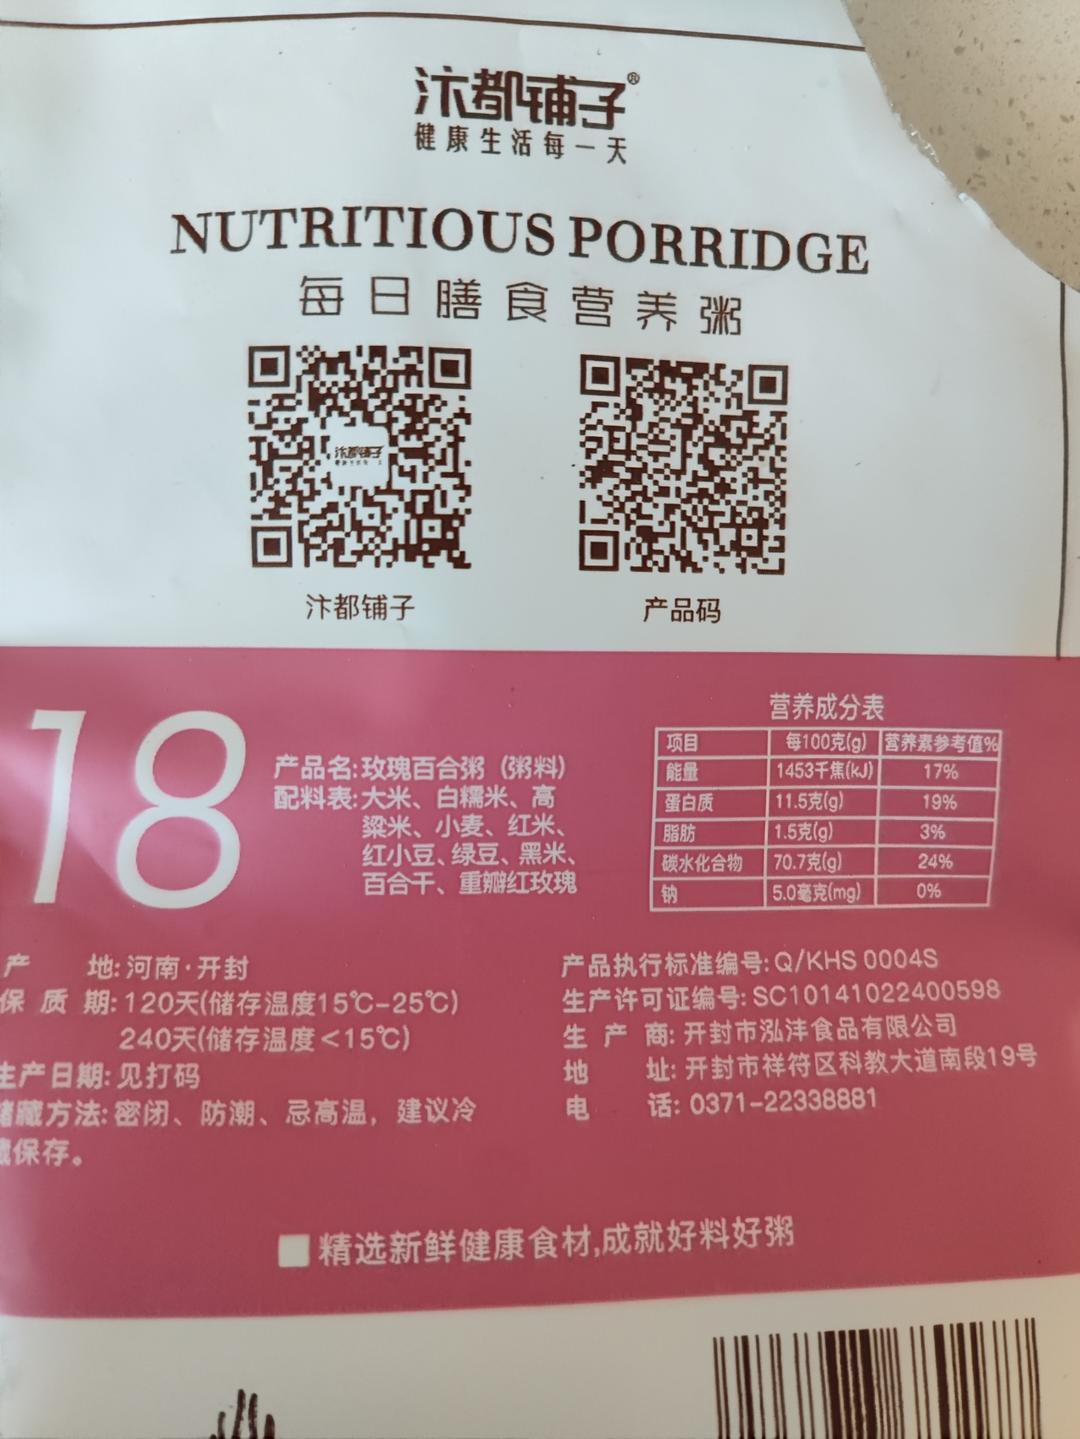 汴都铺子®
健康生活每一天
NUTRITIOUS PORRIDGE
每日膳食营养粥
汴都铺子
汴都铺子
产品码
18
产品名:玫瑰百合粥（粥料）
配料表:大米、白糯米、高
粱米、小麦、红米、
红小豆、绿豆、黑米、
百合干、重瓣红玫瑰
营养成分表
项目 每100克(g) 营养素参考值%
能量 1453千焦(kJ) 17%
蛋白质 11.5克(g) 19%
脂肪 1.5克(g) 3%
碳水化合物 70.7克(g) 24%
钠 5.0毫克(mg) 0%
产 地:河南·开封
保质期:120天(储存温度15℃-25℃)
240天(储存温度<15℃)
生产日期:见打码
储藏方法:密闭、防潮、忌高温，建议冷
藏保存。
产品执行标准编号:Q/KHS 0004S
生产许可证编号:SC10141022400598
生产商:开封市泓沣食品有限公司
地 址:开封市祥符区科教大道南段19号
电 话:0371-22338881
精选新鲜健康食材,成就好料好粥